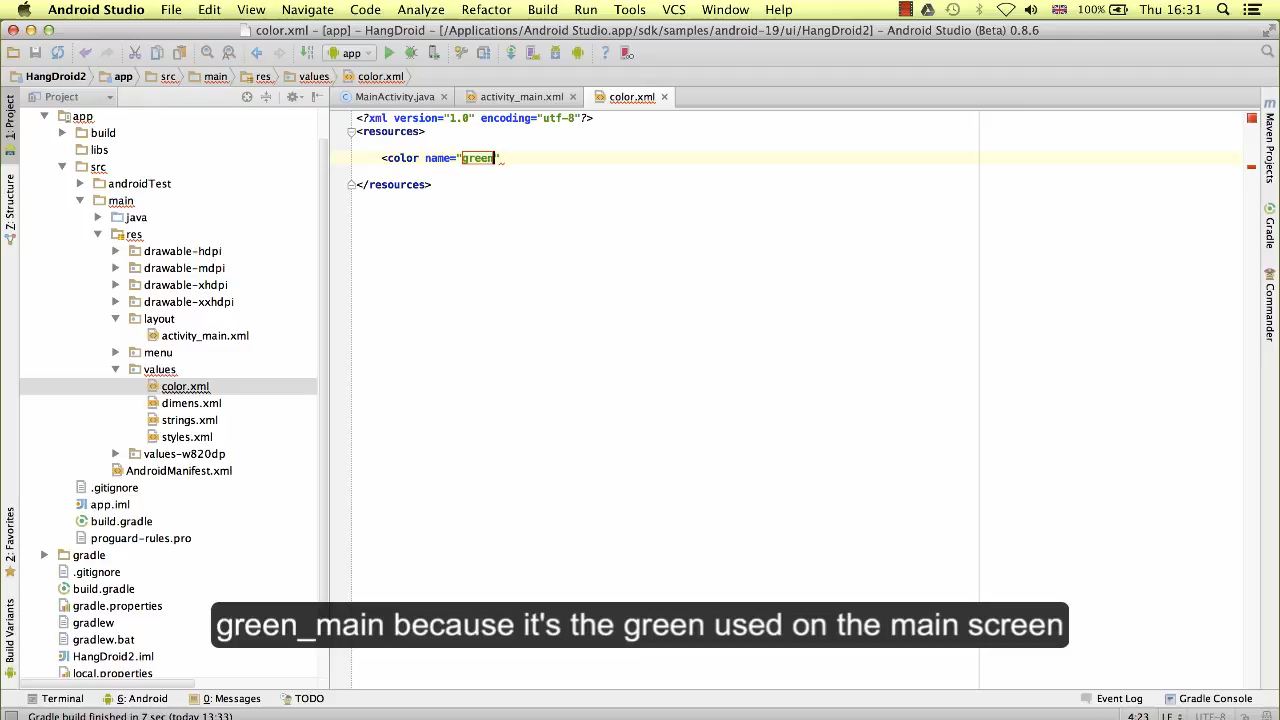 Android Studio File Edit View Navigate Code Analyze Refactor Build Run Tools VCS Window Help 100% Thu 16:31
color.xml - [app] - HangDroid - [/Applications/Android Studio.app/sdk/samples/android-19/ui/HangDroid2] - Android Studio (Beta) 0.8.6
app
HangDroid2 app src main res values color.xml
Project
MainActivity.java activity_main.xml color.xml
1: Project
Z: Structure
2: Favorites
Build Variants
app
build
libs
src
androidTest
main
java
res
drawable-hdpi
drawable-mdpi
drawable-xhdpi
drawable-xxhdpi
layout
activity_main.xml
menu
values
color.xml
dimens.xml
strings.xml
styles.xml
values-w820dp
AndroidManifest.xml
.gitignore
app.iml
build.gradle
proguard-rules.pro
gradle
.gitignore
build.gradle
gradle.properties
gradlew
gradlew.bat
HangDroid2.iml
local.properties
<?xml version="1.0" encoding="utf-8"?>
<resources>
<color name="green"
</resources>
m
Maven Projects
Gradle
Commander
green_main because it's the green used on the main screen
Terminal 6: Android 0: Messages TODO Event Log Gradle Console
Gradle build finished in 7 sec (today 13:33) 4:23 LF UTF-8